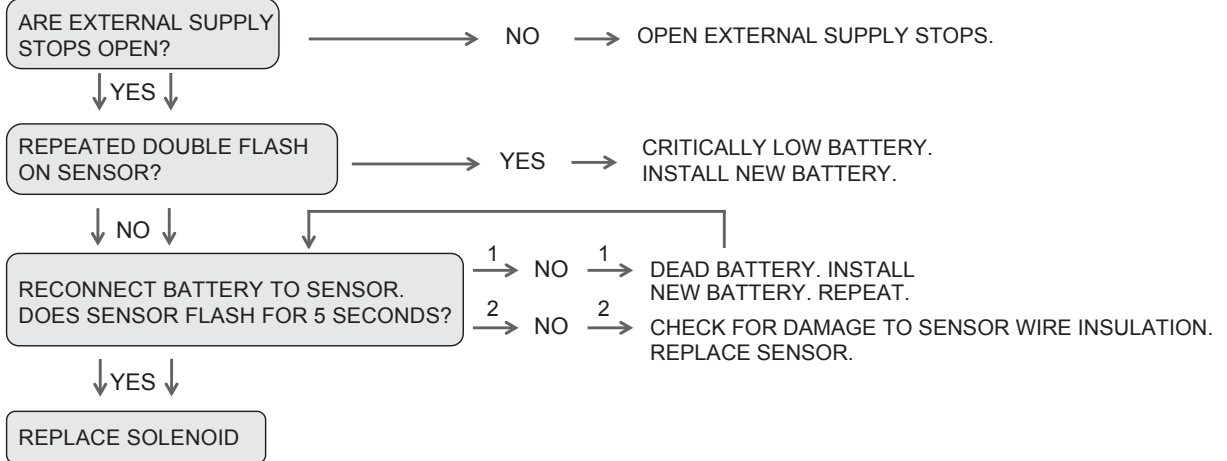 ARE EXTERNAL SUPPLY
STOPS OPEN?
NO
OPEN EXTERNAL SUPPLY STOPS.
YES
REPEATED DOUBLE FLASH
ON SENSOR?
YES
CRITICALLY LOW BATTERY.
INSTALL NEW BATTERY.
NO
RECONNECT BATTERY TO SENSOR.
DOES SENSOR FLASH FOR 5 SECONDS?
1 NO 1
DEAD BATTERY. INSTALL
NEW BATTERY. REPEAT.
2 NO 2
CHECK FOR DAMAGE TO SENSOR WIRE INSULATION.
REPLACE SENSOR.
YES
REPLACE SOLENOID